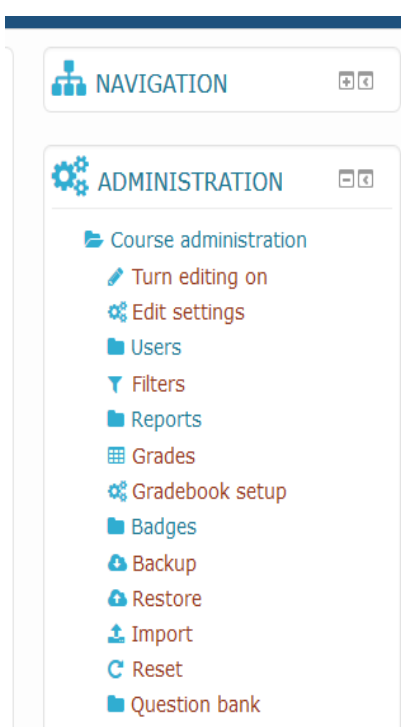 NAVIGATION
ADMINISTRATION
Course administration
Turn editing on
Edit settings
Users
Filters
Reports
Grades
Gradebook setup
Badges
Backup
Restore
Import
Reset
Question bank